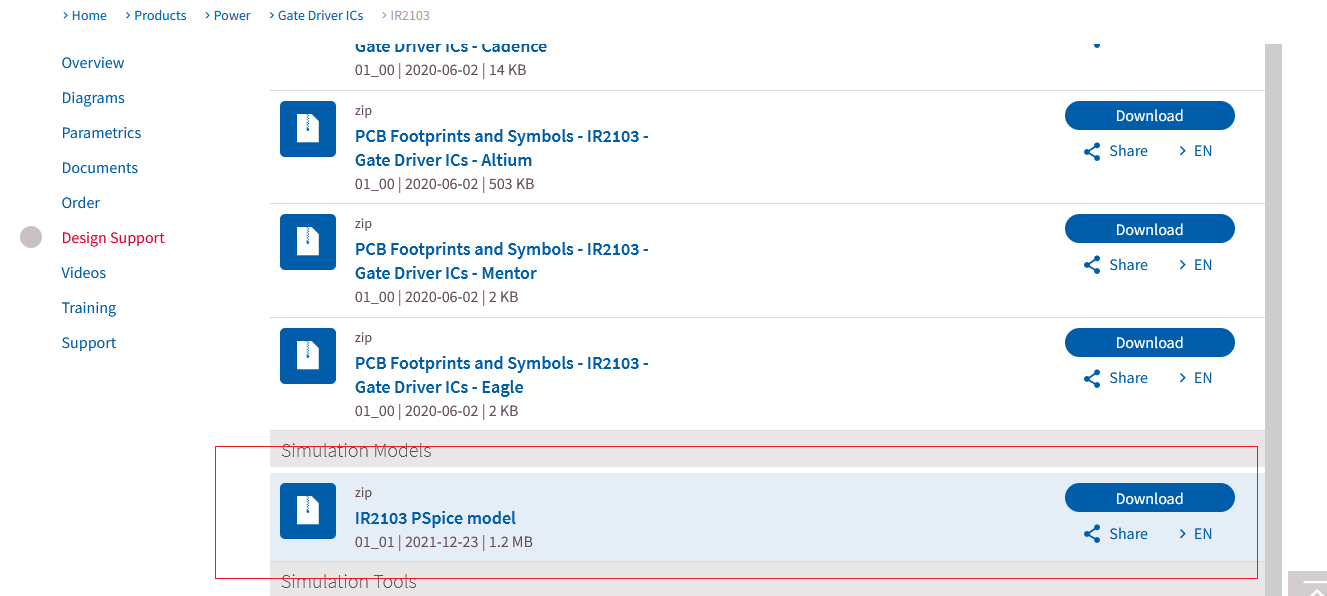 Home Products Power Gate Driver ICs IR2103
Overview
Diagrams
Parametrics
Documents
Order
Design Support
Videos
Training
Support
Gate Driver ICs - Cadence
01_00 | 2020-06-02 | 14 KB
zip
PCB Footprints and Symbols - IR2103 -
Gate Driver ICs - Altium
01_00 | 2020-06-02 | 503 KB
Download
Share > EN
zip
PCB Footprints and Symbols - IR2103 -
Gate Driver ICs - Mentor
01_00 | 2020-06-02 | 2 KB
Download
Share > EN
zip
PCB Footprints and Symbols - IR2103 -
Gate Driver ICs - Eagle
01_00 | 2020-06-02 | 2 KB
Download
Share > EN
Simulation Models
zip
IR2103 PSpice model
01_01 | 2021-12-23 | 1.2 MB
Download
Share > EN
Simulation Tools